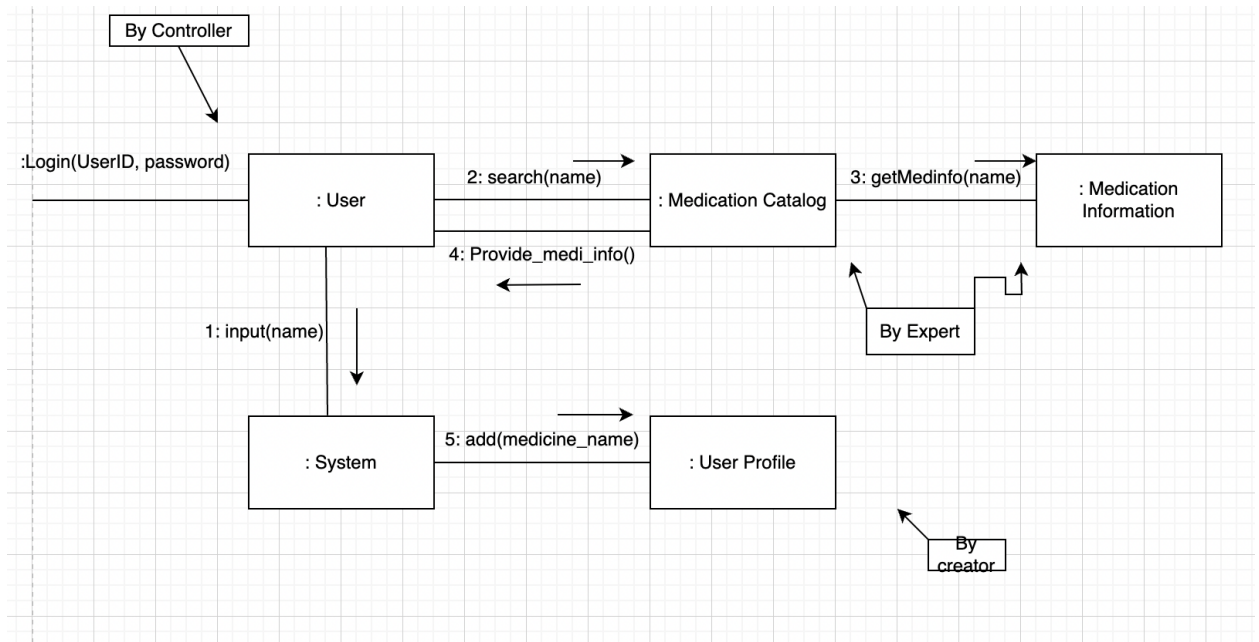 By Controller
:Login(UserID, password)
: User
2: search(name)
: Medication Catalog
3: getMedinfo(name)
: Medication
Information
4: Provide_medi_info()
1: input(name)
By Expert
: System
5: add(medicine_name)
: User Profile
By
creator